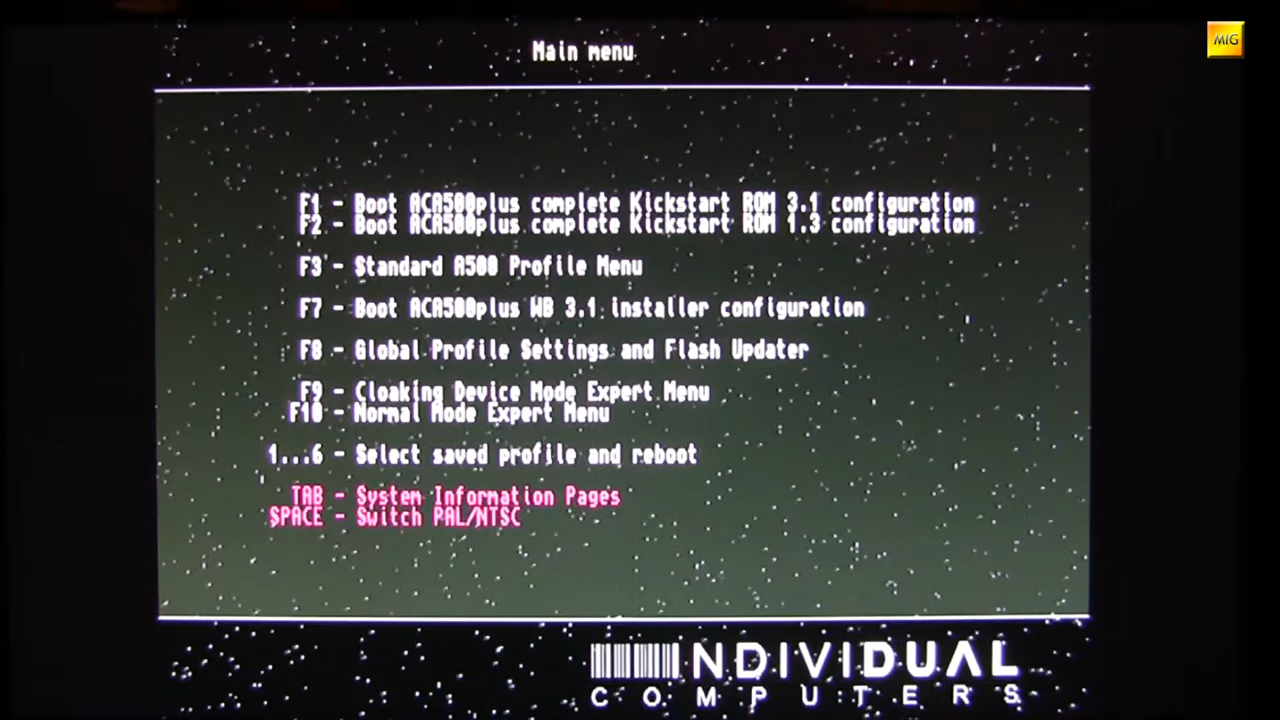 MIG
Main menu
F1 - Boot ACA500plus complete Kickstart ROM 3.1 configuration
F2 - Boot ACA500plus complete Kickstart ROM 1.3 configuration
F3 - Standard A500 Profile Menu
F7 - Boot ACA500plus WB 3.1 installer configuration
F8 - Global Profile Settings and Flash Updater
F9 - Cloaking Device Mode Expert Menu
F10 - Normal Mode Expert Menu
1...6 - Select saved profile and reboot
TAB - System Information Pages
SPACE - Switch PAL/NTSC
INDIVIDUAL
COMPUTERS